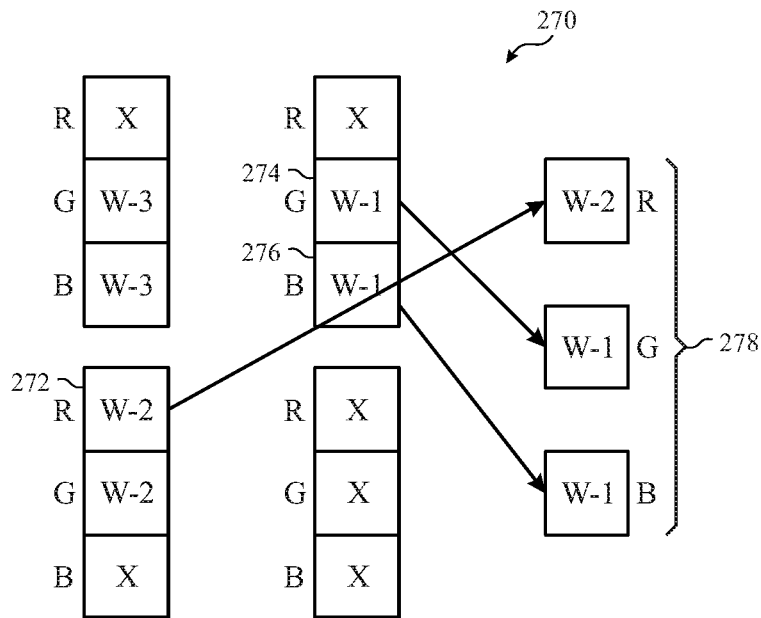 270
R X R X
274
G W-3 G W-1 W-2 R
276
B W-3 B W-1
W-1 G 278
272
R W-2 R X
G W-2 G X W-1 B
B X B X